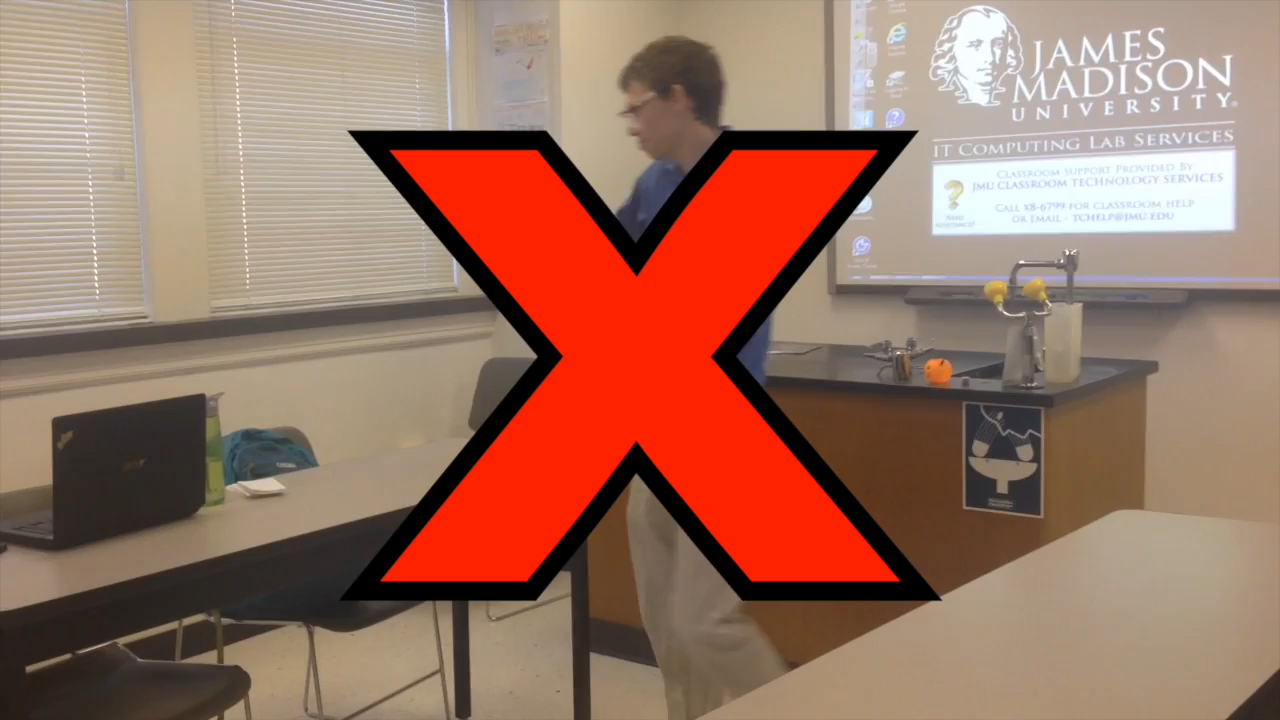 JAMES
MADISON
UNIVERSITY®
IT COMPUTING LAB SERVICES
CLASSROOM SUPPORT PROVIDED BY
JMU CLASSROOM TECHNOLOGY SERVICES
CALL X8-6799 FOR CLASSROOM HELP
OR EMAIL - TCHELP@JMU.EDU
?
X
acer